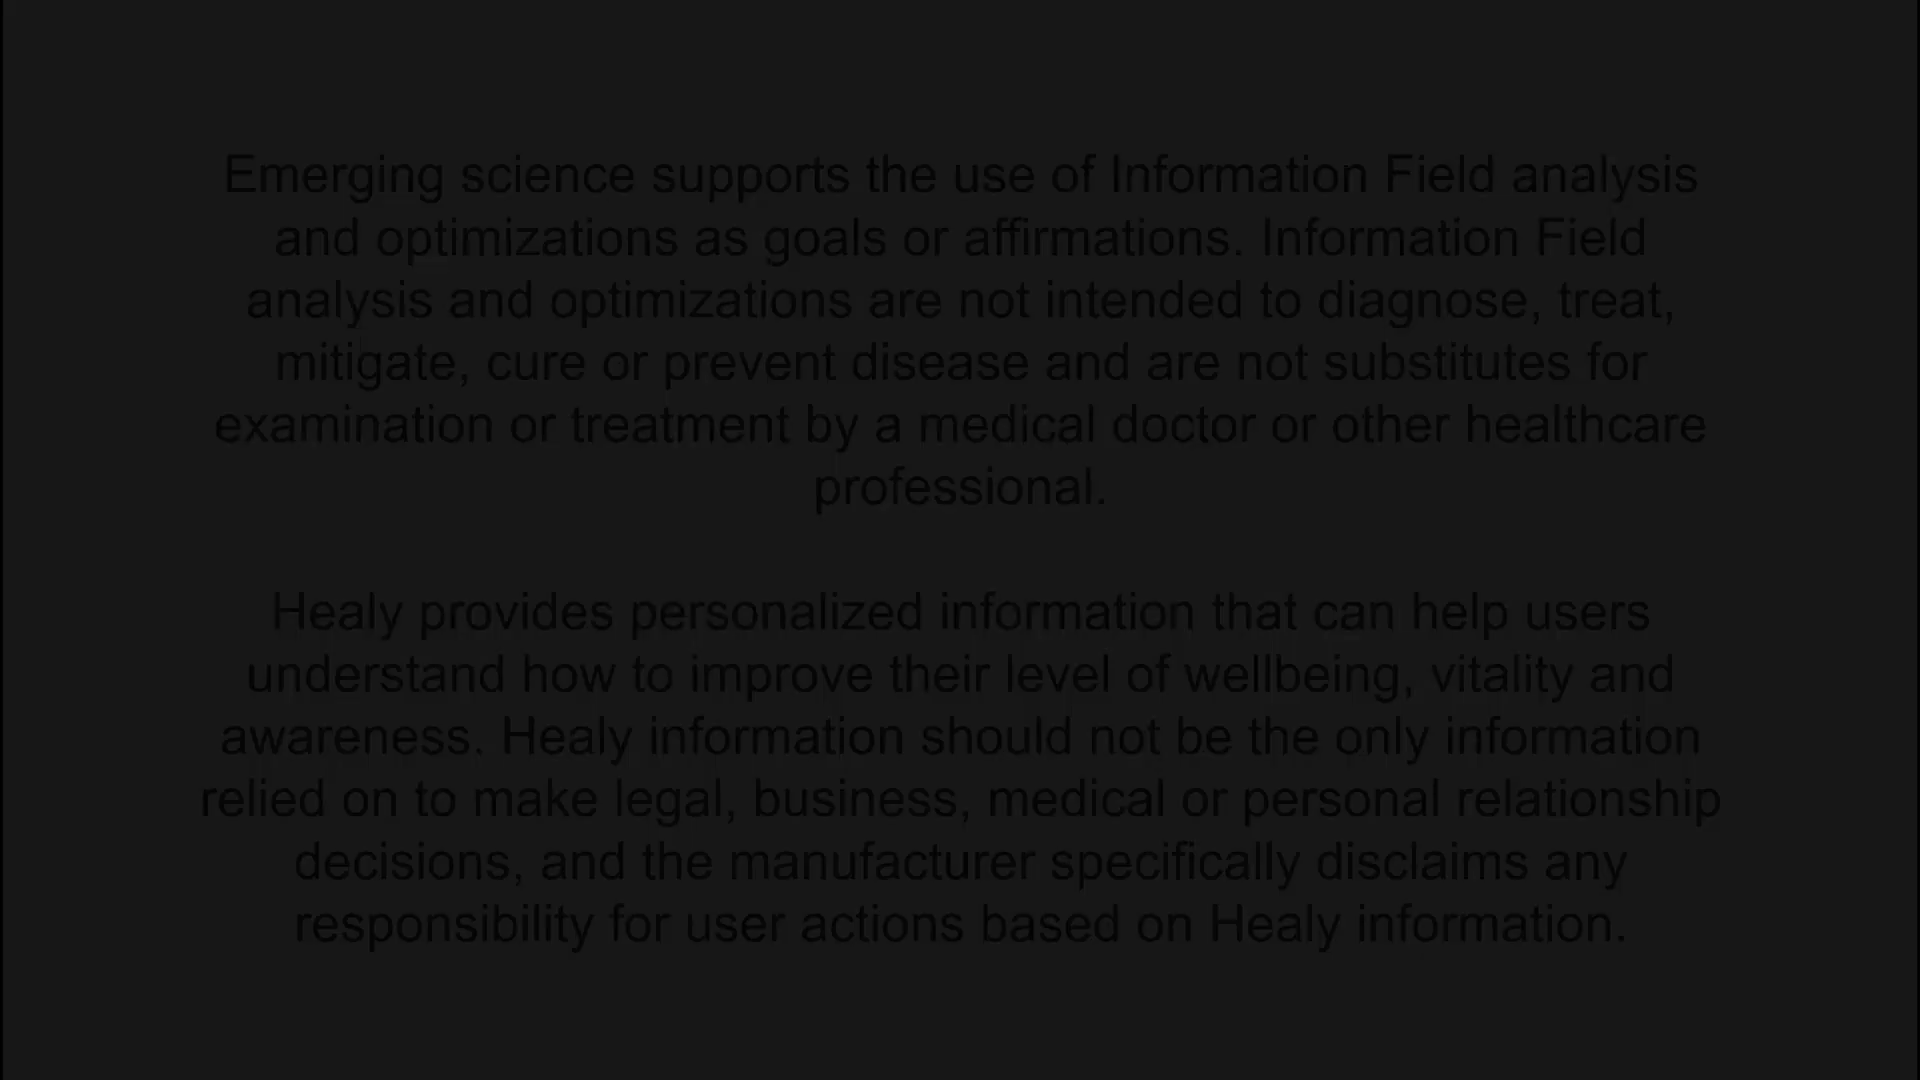 Emerging science supports the use of Information Field analysis
and optimizations as goals or affirmations. Information Field
analysis and optimizations are not intended to diagnose, treat,
mitigate, cure or prevent disease and are not substitutes for
examination or treatment by a medical doctor or other healthcare
professional.
Healy provides personalized information that can help users
understand how to improve their level of wellbeing, vitality and
awareness. Healy information should not be the only information
relied on to make legal, business, medical or personal relationship
decisions, and the manufacturer specifically disclaims any
responsibility for user actions based on Healy information.